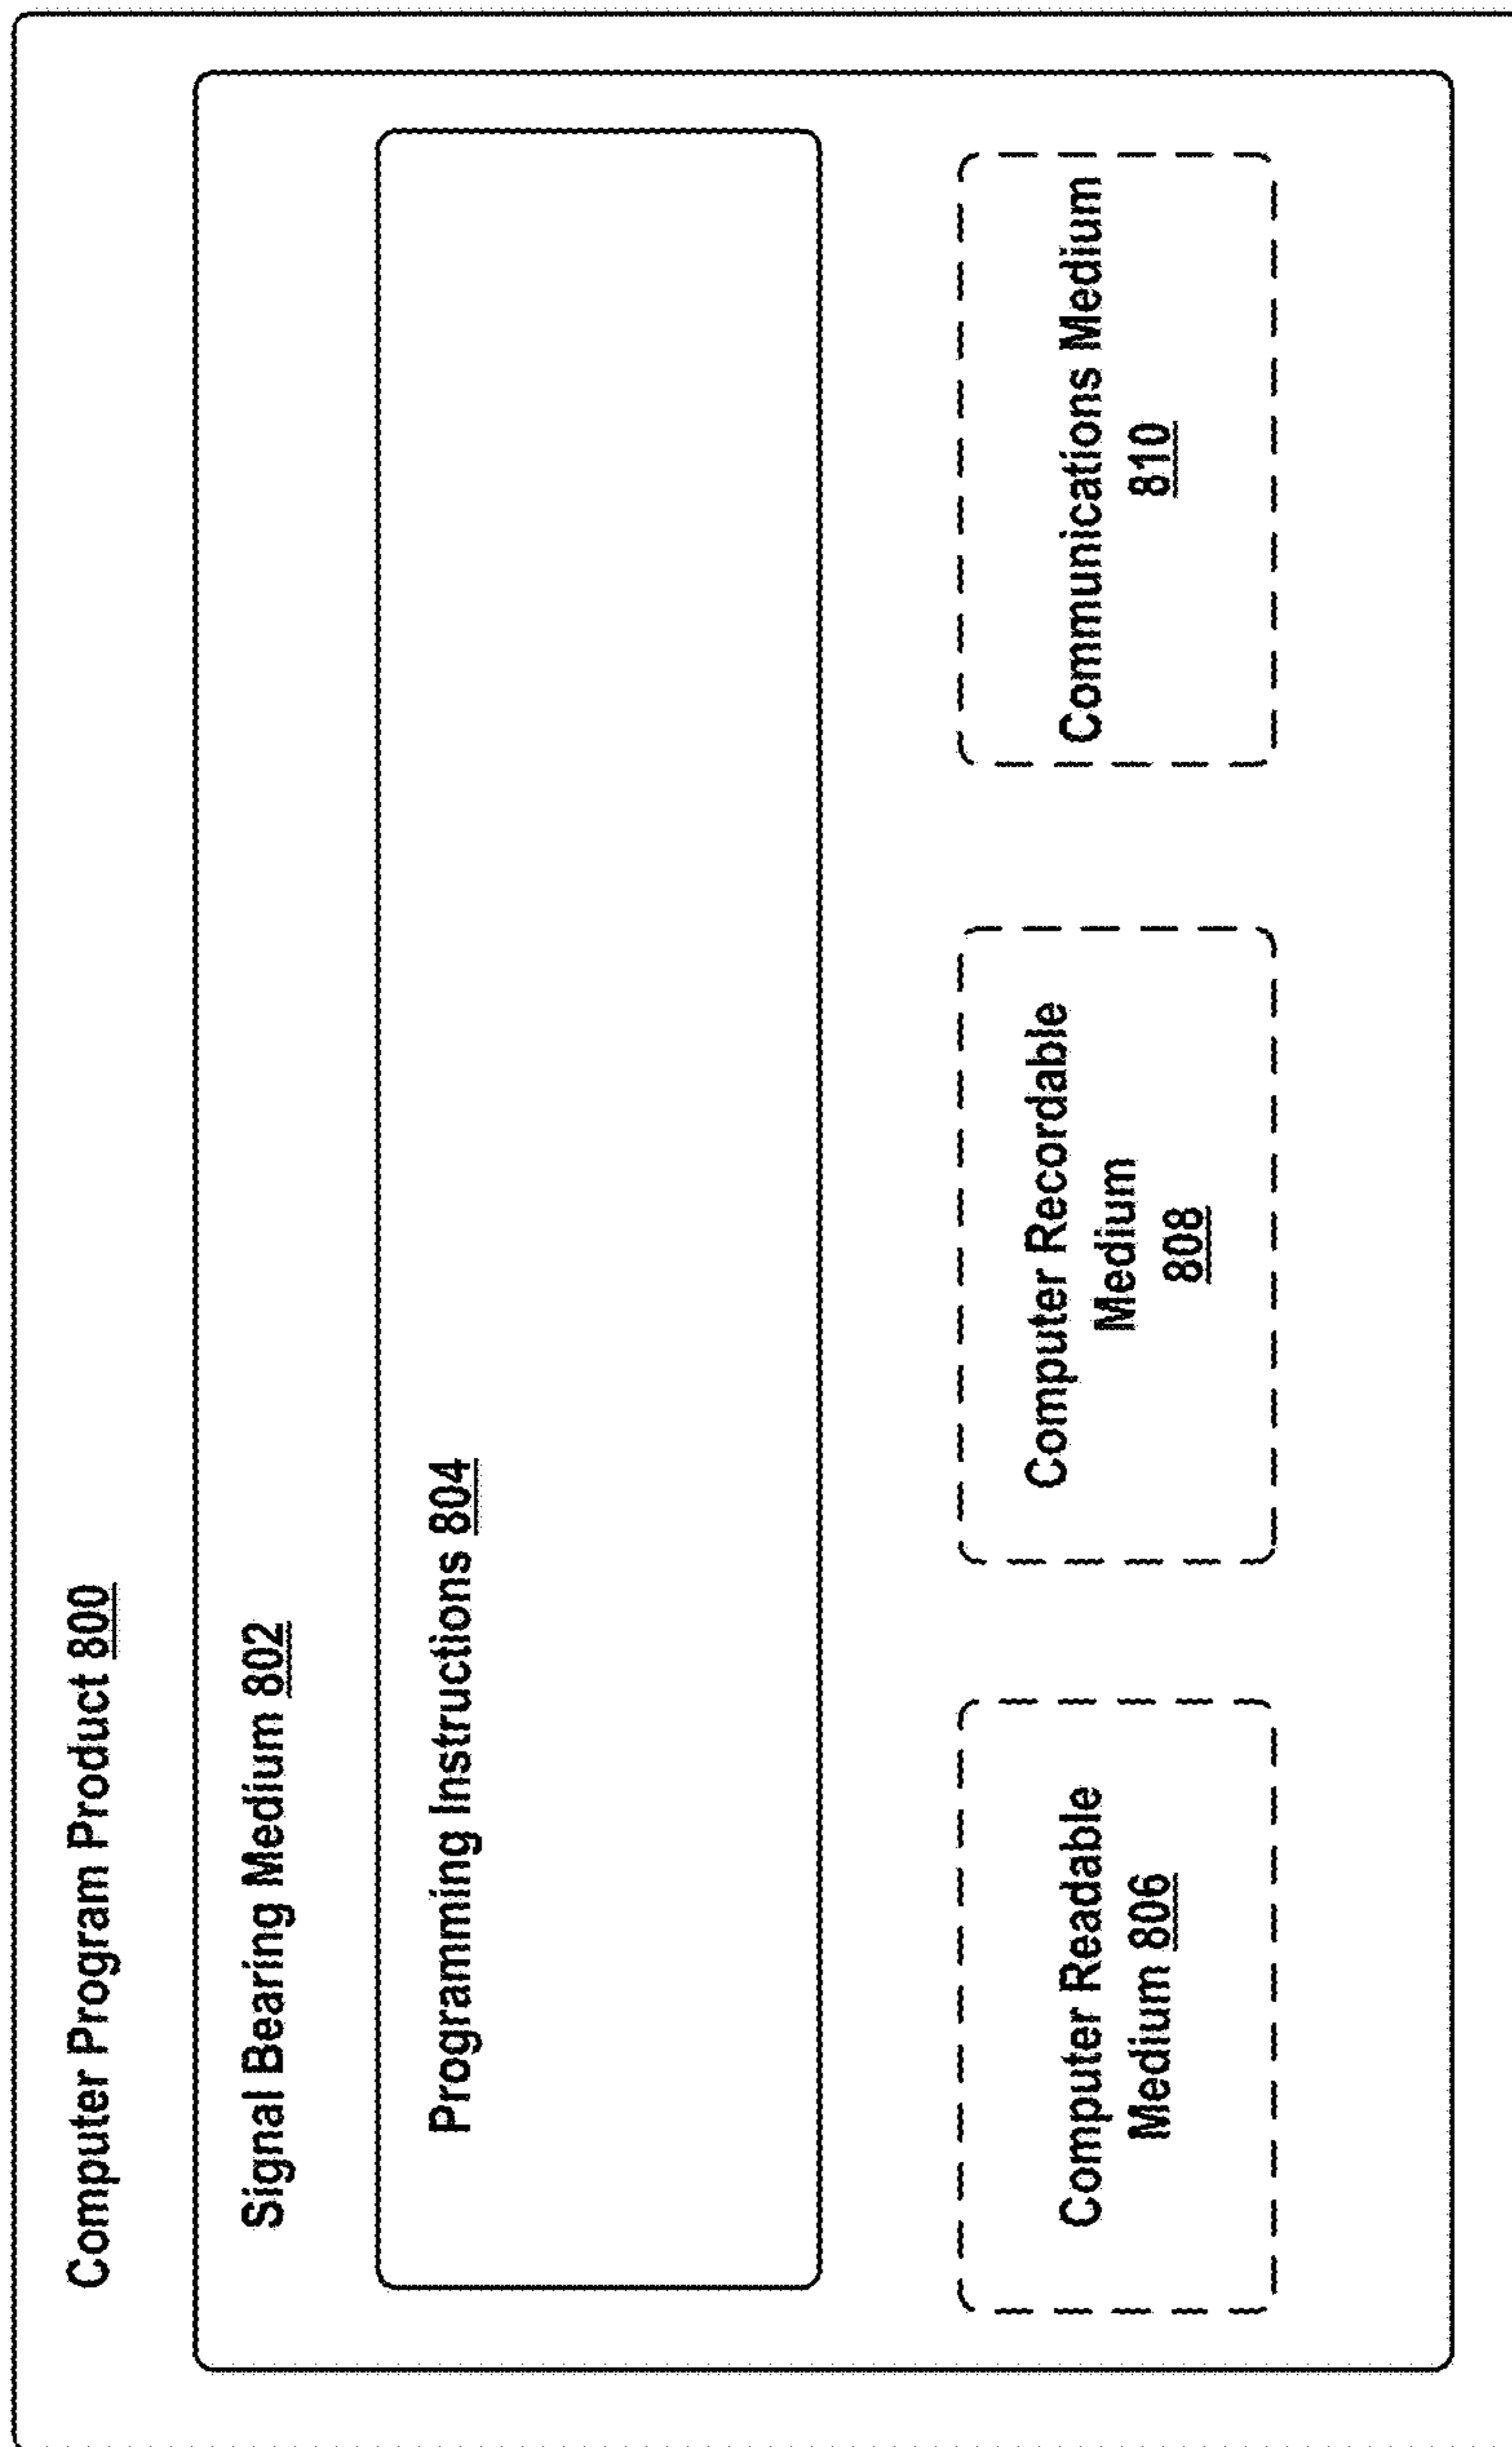 Computer Program Product 800
Signal Bearing Medium 802
Programming Instructions 804
Computer Readable
Medium 806
Computer Recordable
Medium
808
Communications Medium
810